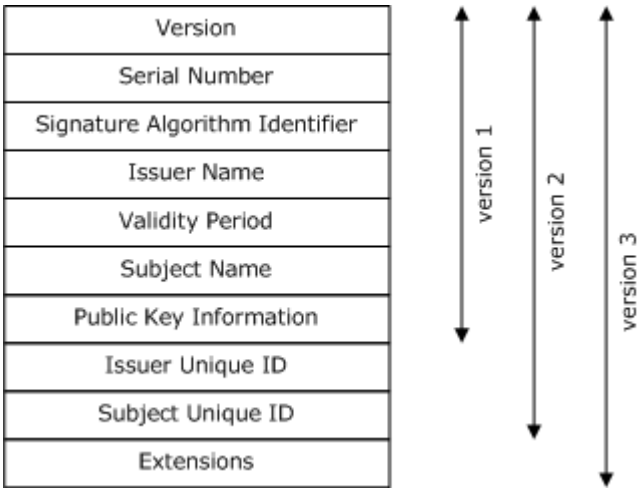 Version
Serial Number
Signature Algorithm Identifier
Issuer Name
Validity Period
Subject Name
Public Key Information
Issuer Unique ID
Subject Unique ID
Extensions
version 1
version 2
version 3